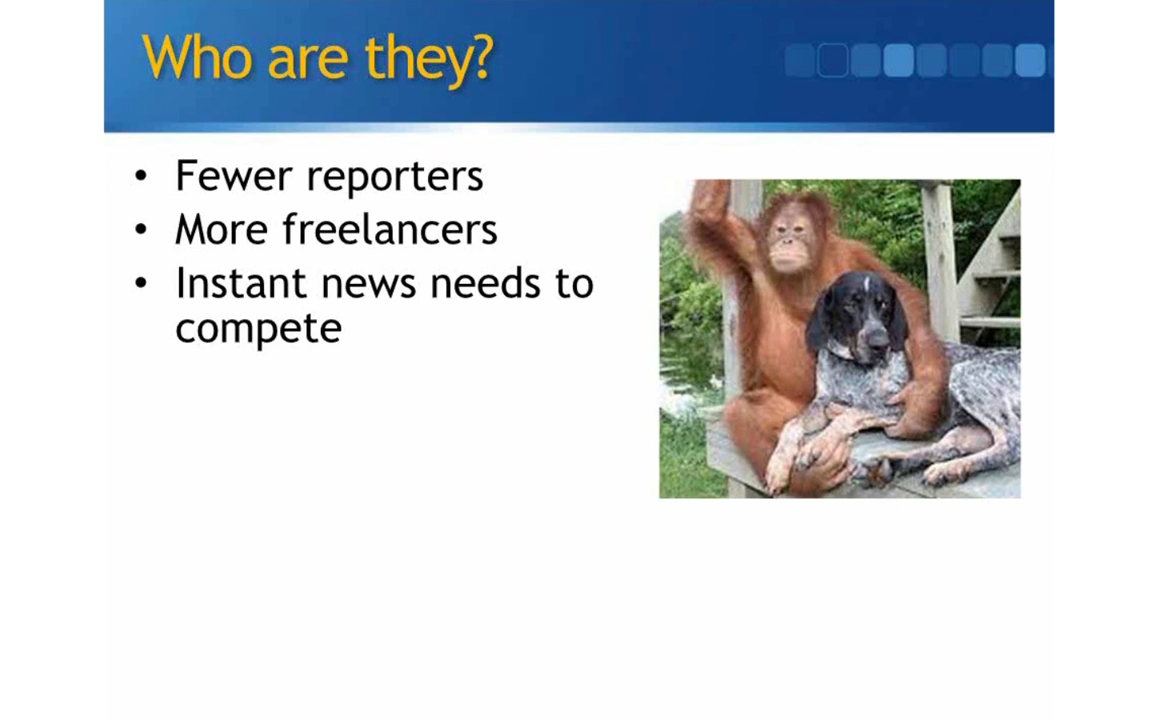 Who are they?
• Fewer reporters
• More freelancers
• Instant news needs to
compete